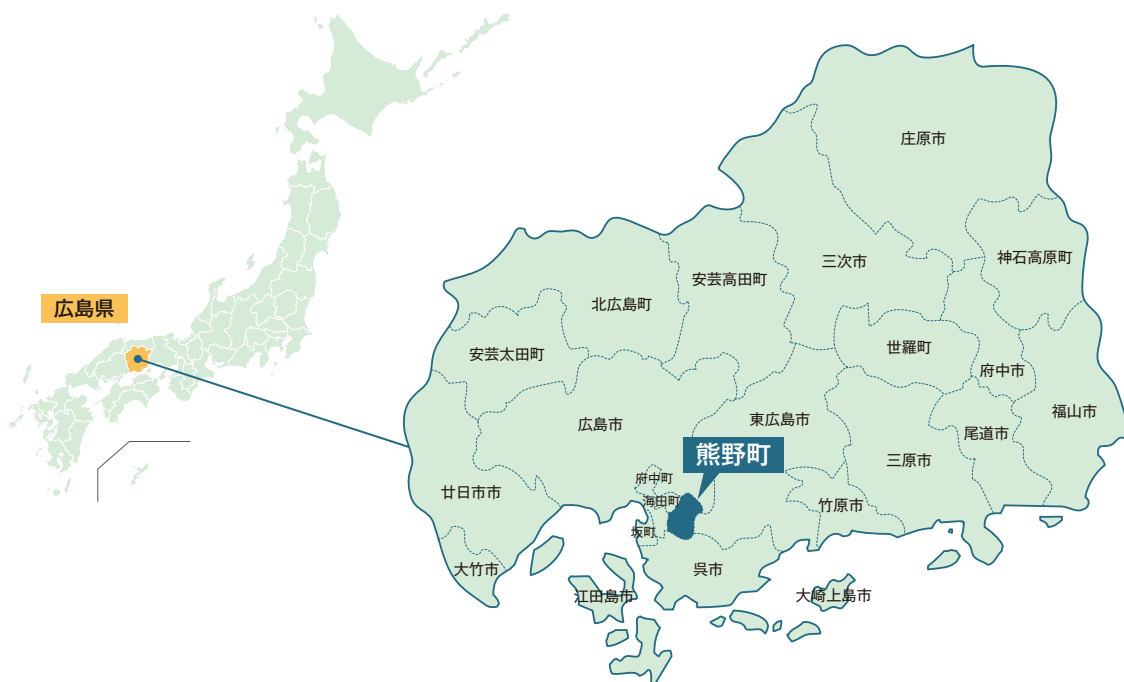 庄原市
神石高原町
三次市
安芸高田町
北広島町
広島県
安芸太田町
世羅町
府中市
福山市
東広島市
広島市
尾道市
熊野町
三原市
府中町
廿日市市
海田町
竹原市
坂町
大竹市
呉市
江田島市
大崎上島市